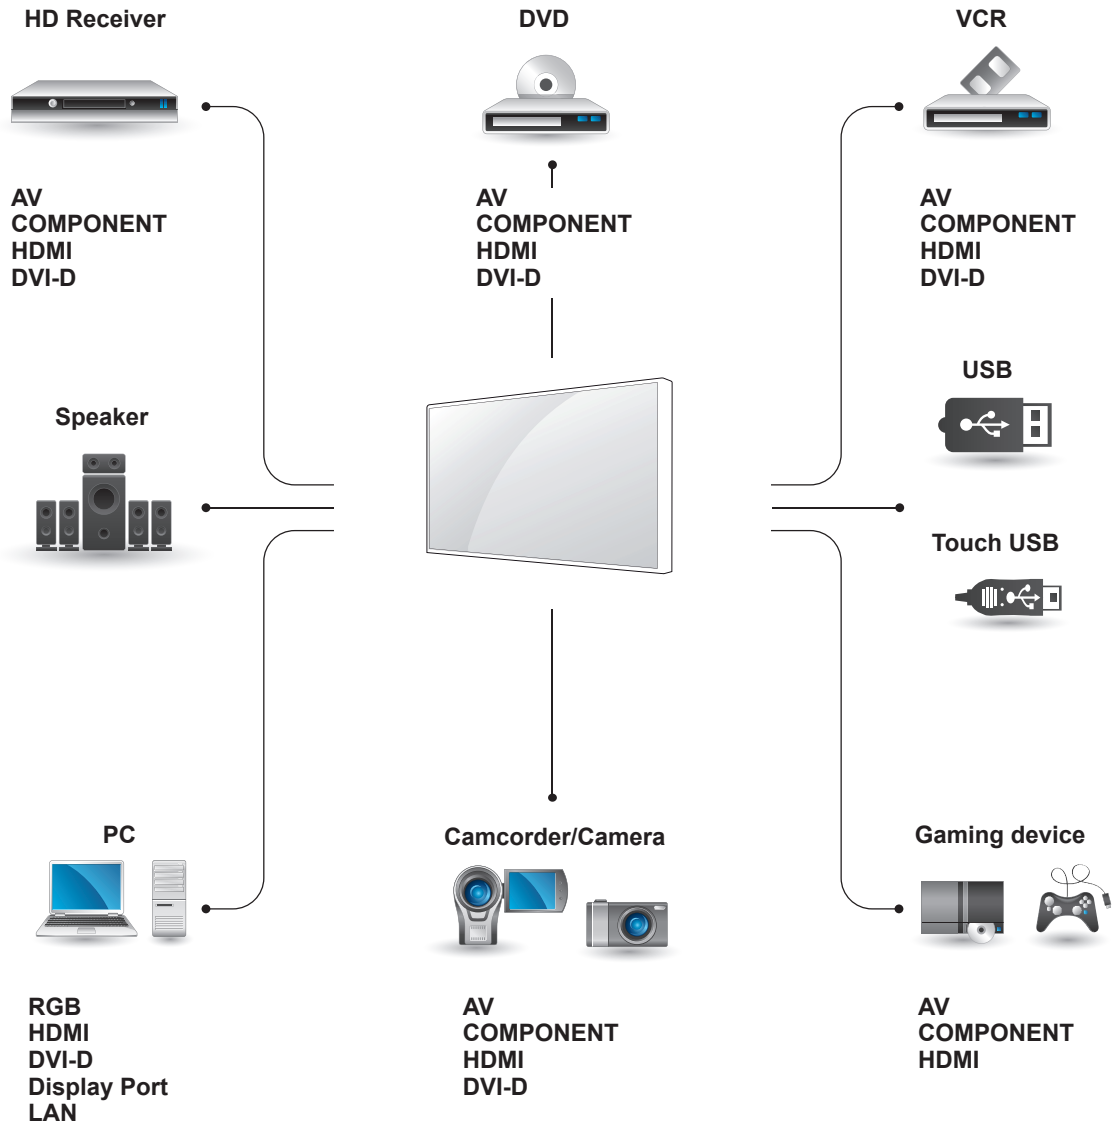 HD Receiver
AV
COMPONENT
HDMI
DVI-D
DVD
AV
COMPONENT
HDMI
DVI-D
VCR
AV
COMPONENT
HDMI
DVI-D
Speaker
USB
Touch USB
PC
RGB
HDMI
DVI-D
Display Port
LAN
Camcorder/Camera
AV
COMPONENT
HDMI
DVI-D
Gaming device
AV
COMPONENT
HDMI